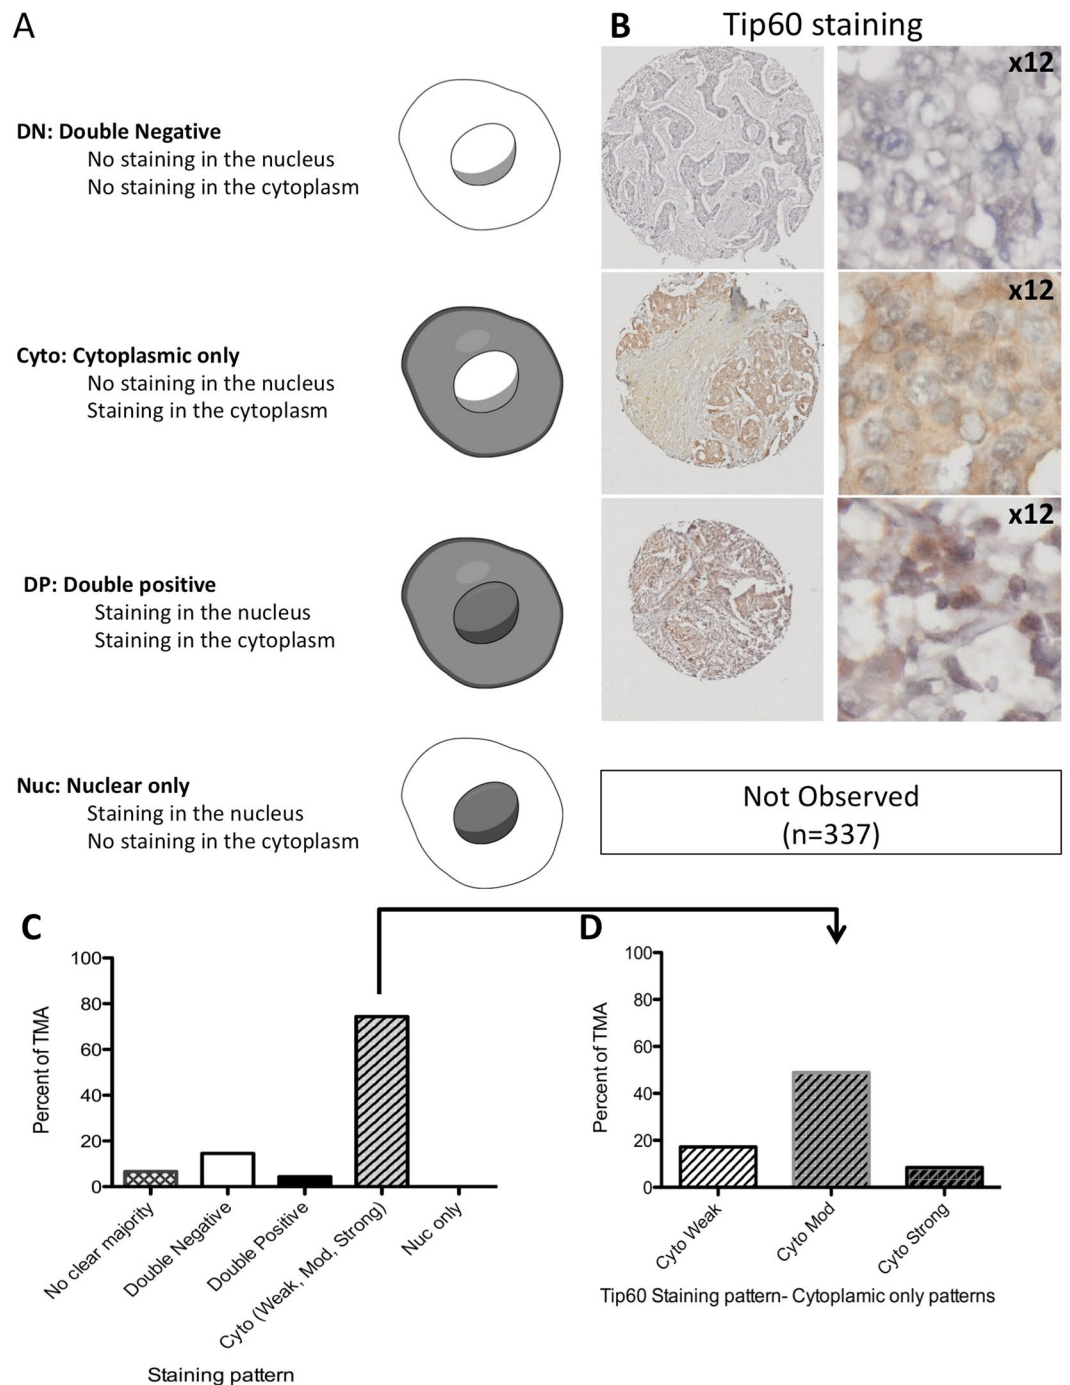 A
DN: Double Negative
No staining in the nucleus
No staining in the cytoplasm
Cyto: Cytoplasmic only
No staining in the nucleus
Staining in the cytoplasm
DP: Double positive
Staining in the nucleus
Staining in the cytoplasm
Nuc: Nuclear only
Staining in the nucleus
No staining in the cytoplasm
B
Tip60 staining
x12
x12
x12
Not Observed
(n=337)
C
Percent of TMA
100
80
60
40
20
0
No clear majority
Double Negative
Double Positive
Cyto (Weak, Mod, Strong)
Nuc only
Staining pattern
D
Percent of TMA
100
80
60
40
20
0
Cyto Weak
Cyto Mod
Cyto Strong
Tip60 Staining pattern- Cytoplamic only patterns